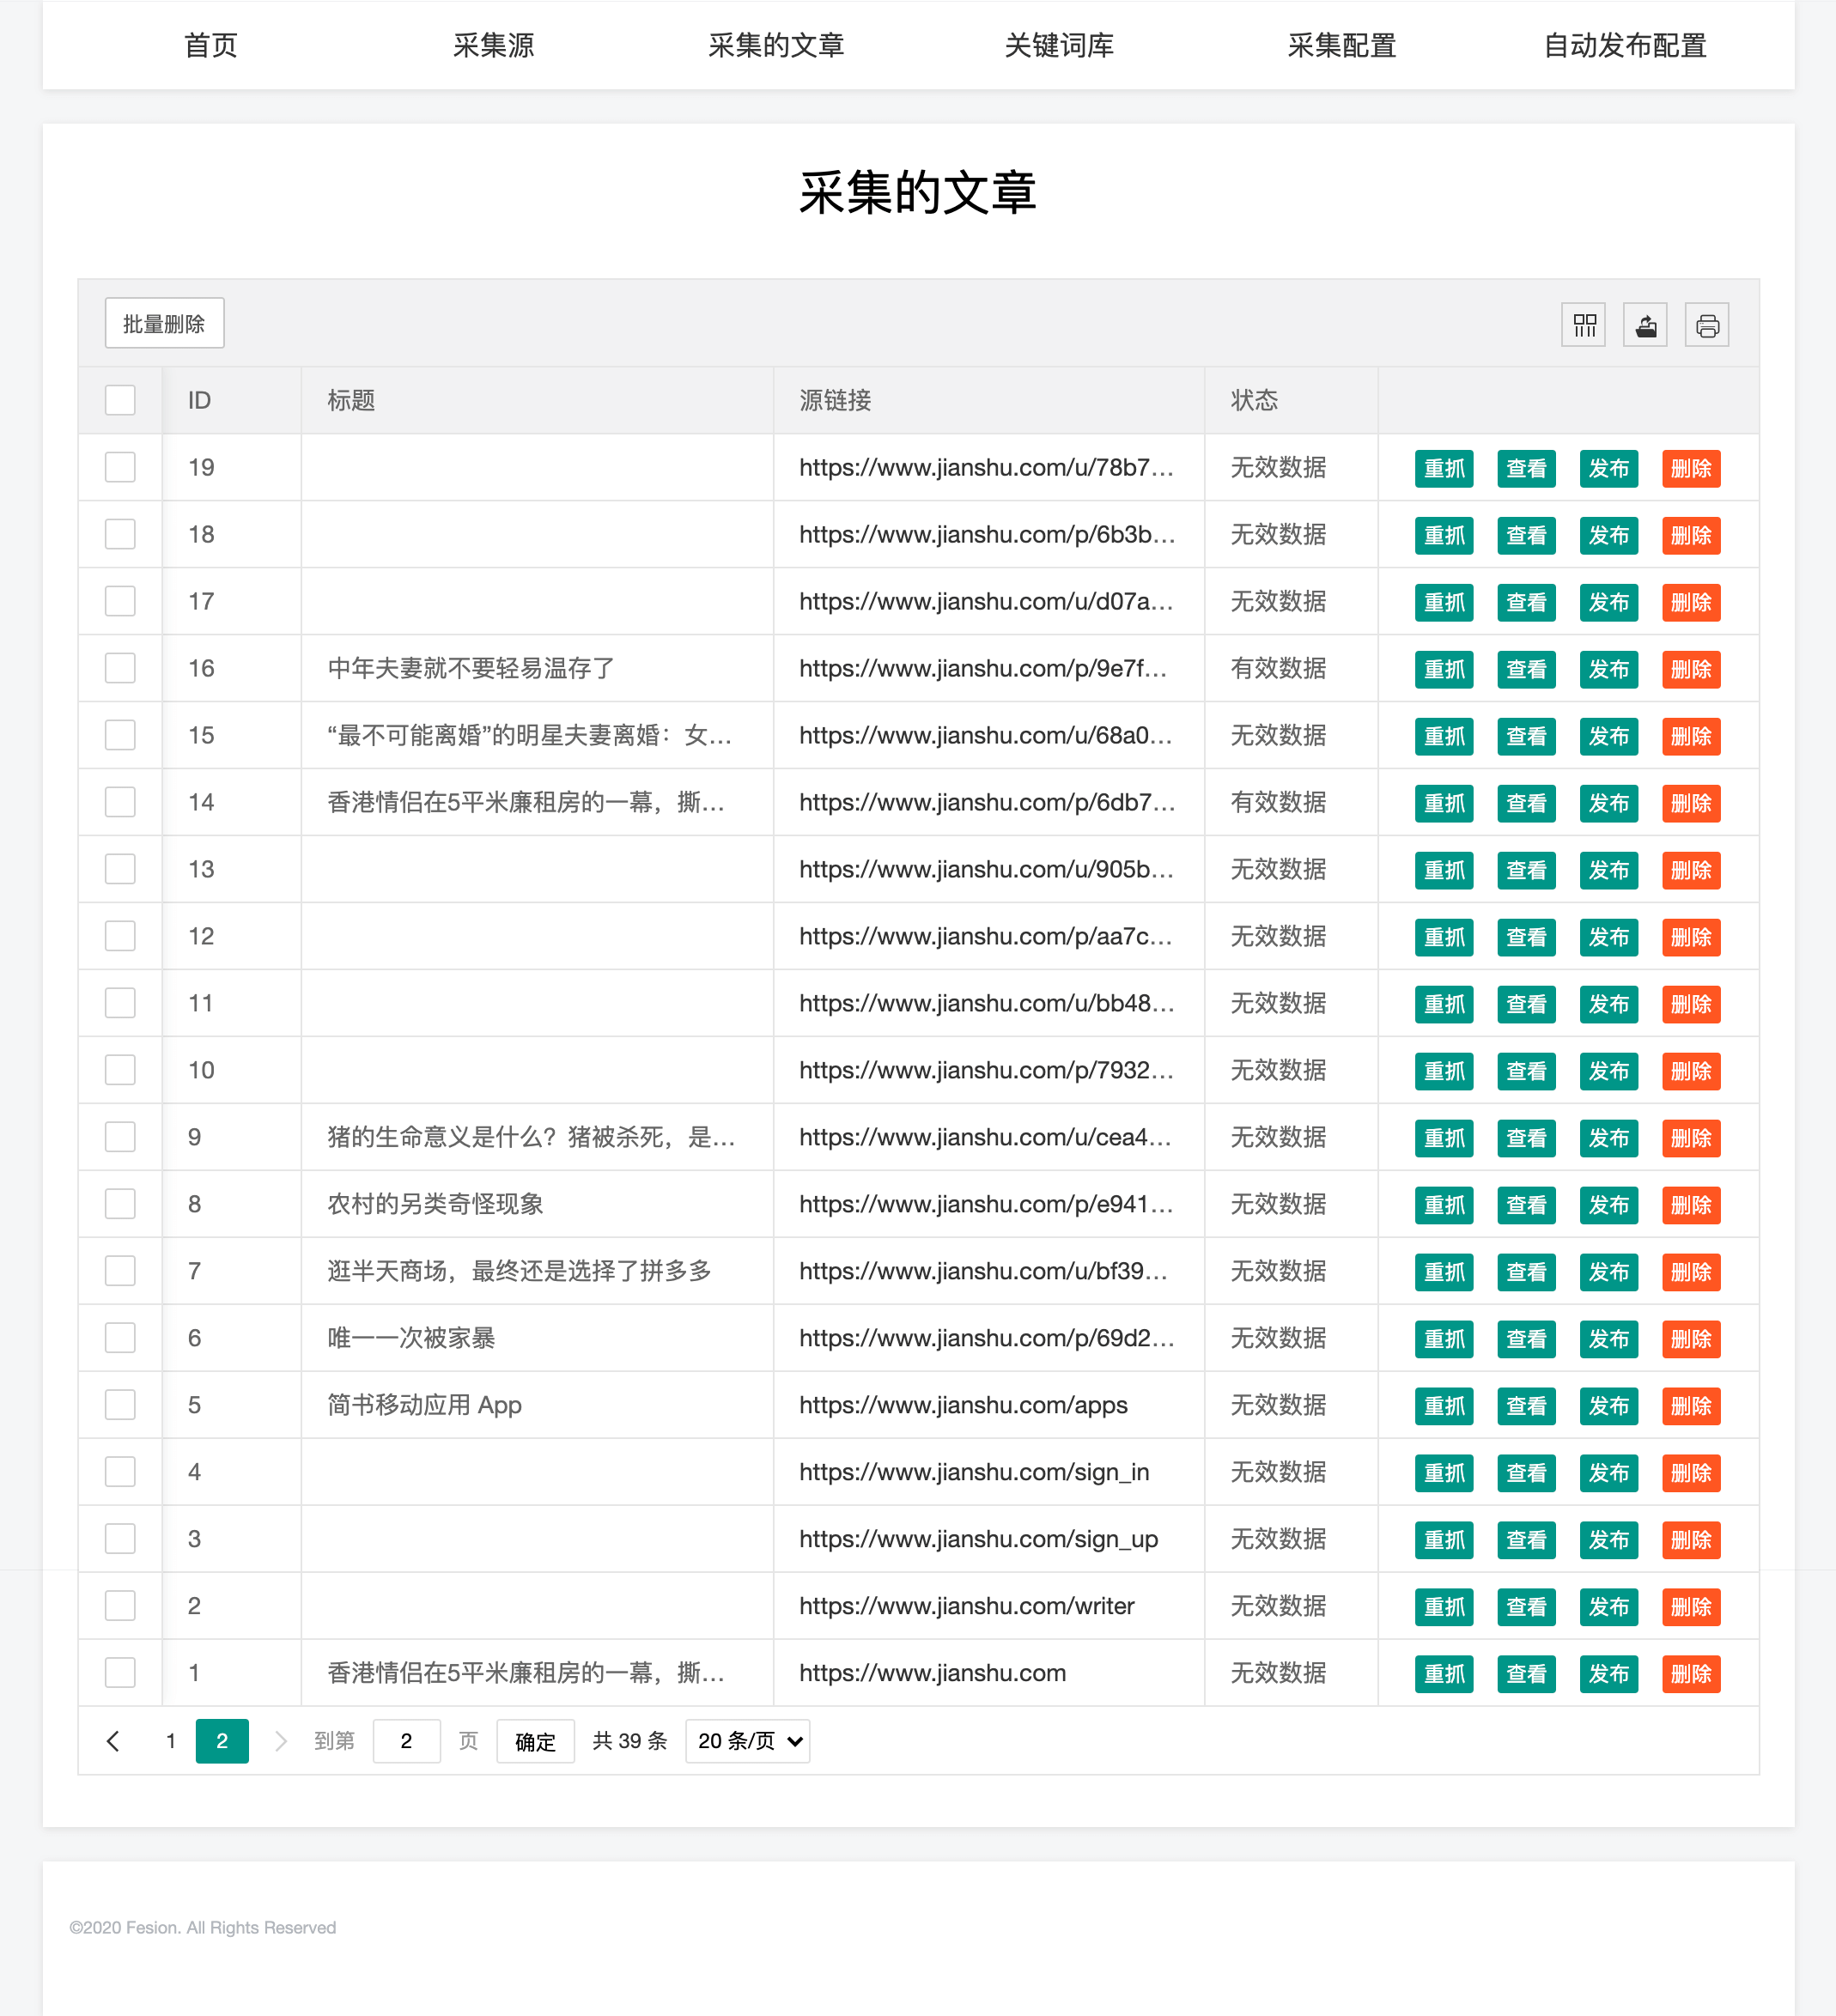 首页 采集源 采集的文章 关键词库 采集配置 自动发布配置
采集的文章
批量删除
ID 标题 源链接 状态
19 https://www.jianshu.com/u/78b7... 无效数据 重抓 查看 发布 删除
18 https://www.jianshu.com/p/6b3b... 无效数据 重抓 查看 发布 删除
17 https://www.jianshu.com/u/d07a... 无效数据 重抓 查看 发布 删除
16 中年夫妻就不要轻易温存了 https://www.jianshu.com/p/9e7f... 有效数据 重抓 查看 发布 删除
15 “最不可能离婚”的明星夫妻离婚：女... https://www.jianshu.com/u/68a0... 无效数据 重抓 查看 发布 删除
14 香港情侣在5平米廉租房的一幕，撕... https://www.jianshu.com/p/6db7... 有效数据 重抓 查看 发布 删除
13 https://www.jianshu.com/u/905b... 无效数据 重抓 查看 发布 删除
12 https://www.jianshu.com/p/aa7c... 无效数据 重抓 查看 发布 删除
11 https://www.jianshu.com/u/bb48... 无效数据 重抓 查看 发布 删除
10 https://www.jianshu.com/p/7932... 无效数据 重抓 查看 发布 删除
9 猪的生命意义是什么？猪被杀死，是... https://www.jianshu.com/u/cea4... 无效数据 重抓 查看 发布 删除
8 农村的另类奇怪现象 https://www.jianshu.com/p/e941... 无效数据 重抓 查看 发布 删除
7 逛半天商场，最终还是选择了拼多多 https://www.jianshu.com/u/bf39... 无效数据 重抓 查看 发布 删除
6 唯一一次被家暴 https://www.jianshu.com/p/69d2... 无效数据 重抓 查看 发布 删除
5 简书移动应用 App https://www.jianshu.com/apps 无效数据 重抓 查看 发布 删除
4 https://www.jianshu.com/sign_in 无效数据 重抓 查看 发布 删除
3 https://www.jianshu.com/sign_up 无效数据 重抓 查看 发布 删除
2 https://www.jianshu.com/writer 无效数据 重抓 查看 发布 删除
1 香港情侣在5平米廉租房的一幕，撕... https://www.jianshu.com 无效数据 重抓 查看 发布 删除
1 2 到第 2 页 确定 共 39 条 20 条/页
©2020 Fesion. All Rights Reserved